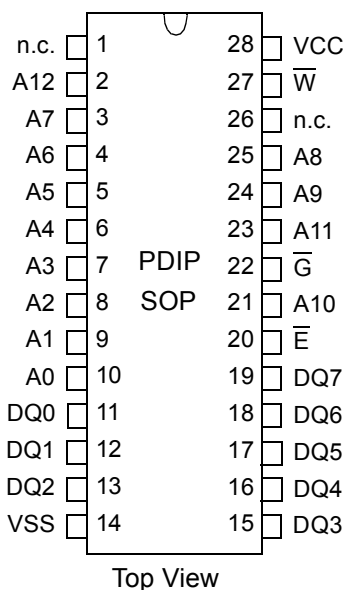 n.c. 1 28 VCC
A12 2 27 W̅
A7 3 26 n.c.
A6 4 25 A8
A5 5 24 A9
A4 6 23 A11
A3 7 PDIP 22 G̅
A2 8 SOP 21 A10
A1 9 20 E̅
A0 10 19 DQ7
DQ0 11 18 DQ6
DQ1 12 17 DQ5
DQ2 13 16 DQ4
VSS 14 15 DQ3
Top View